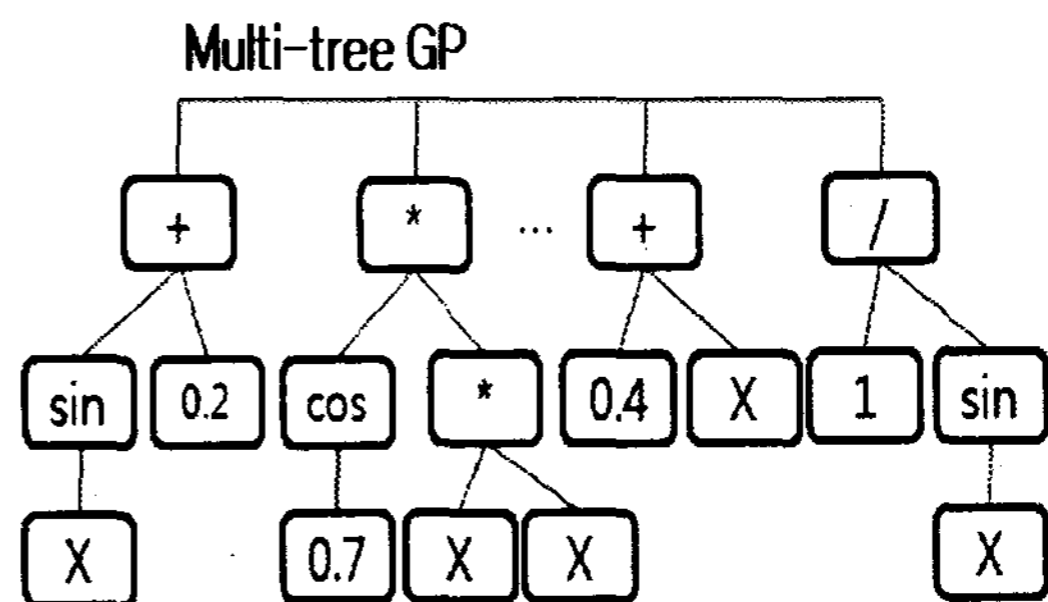 Multi-tree GP
+ * ... + /
sin 0.2 cos * 0.4 X 1 sin
X 0.7 X X X